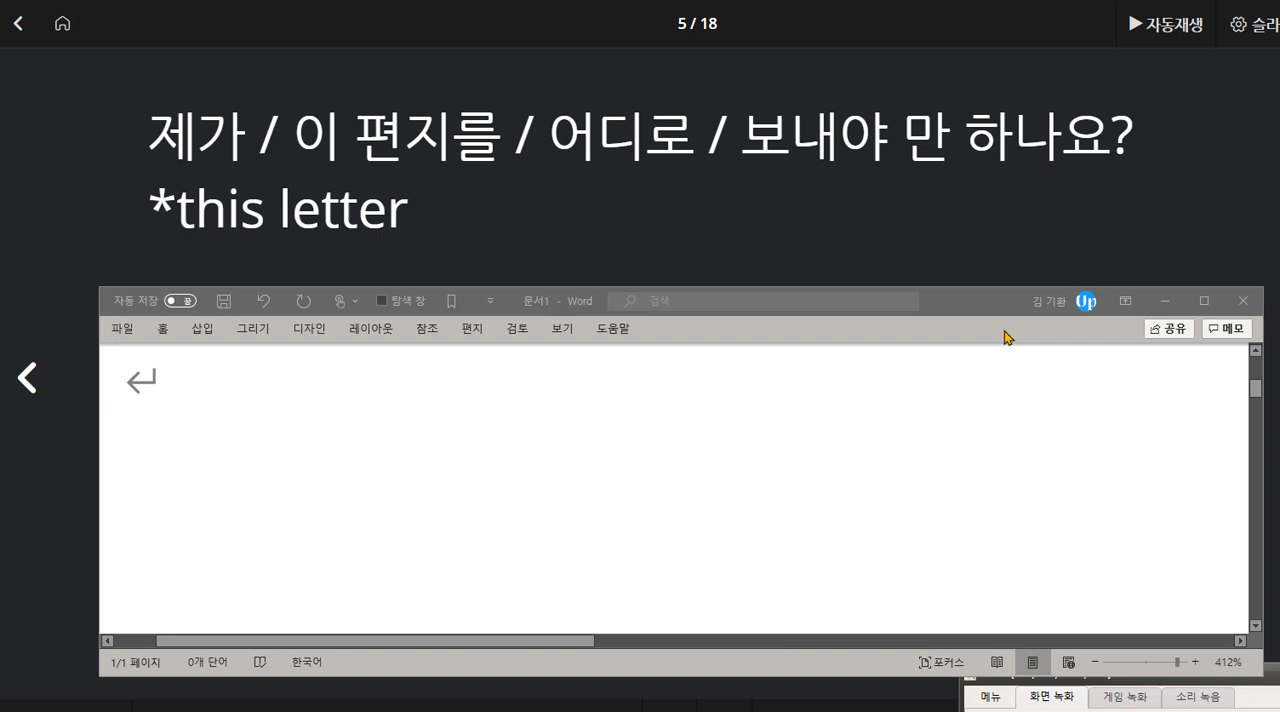 5 / 18
▶ 자동재생
슬라
제가 / 이 편지를 / 어디로 / 보내야 만 하나요?
*this letter
자동 저장 끔
탐색 창
문서1 - Word
검색
김 기환
Up
파일 홈 삽입 그리기 디자인 레이아웃 참조 편지 검토 보기 도움말
공유 메모
1/1 페이지 0개 단어 한국어
포커스
412%
메뉴 화면 녹화 게임 녹화 소리 녹음